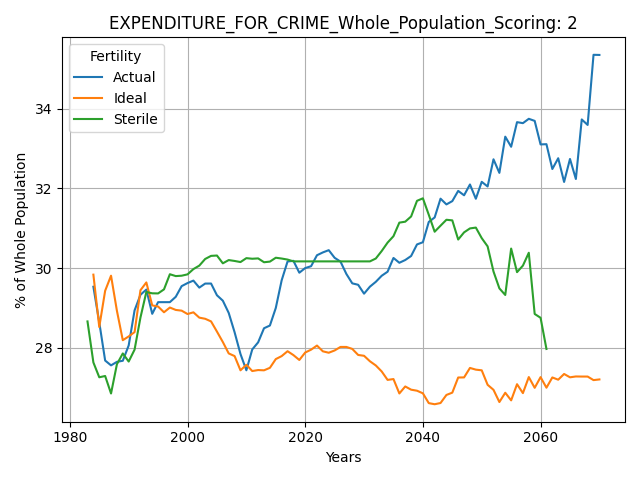 EXPENDITURE_FOR_CRIME_Whole_Population_Scoring: 2
Fertility
Actual
Ideal
Sterile
% of Whole Population
34
32
30
28
1980 2000 2020 2040 2060
Years